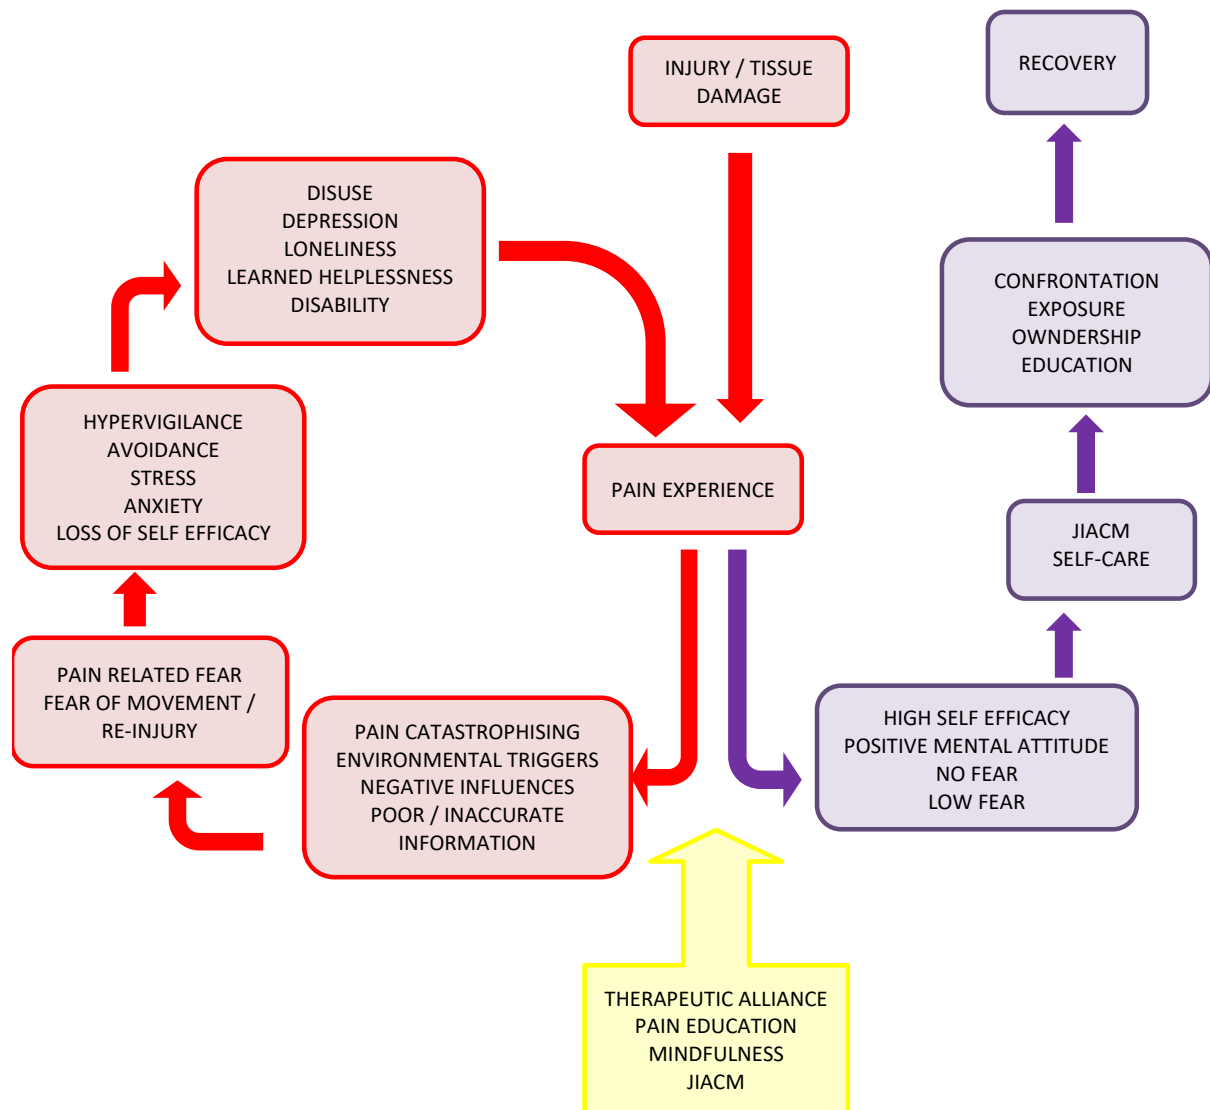 INJURY / TISSUE
DAMAGE
RECOVERY
DISUSE
DEPRESSION
LONELINESS
LEARNED HELPLESSNESS
DISABILITY
CONFRONTATION
EXPOSURE
OWNDERSHIP
EDUCATION
HYPERVIGILANCE
AVOIDANCE
STRESS
ANXIETY
LOSS OF SELF EFFICACY
PAIN EXPERIENCE
JIACM
SELF-CARE
PAIN RELATED FEAR
FEAR OF MOVEMENT /
RE-INJURY
PAIN CATASTROPHISING
ENVIRONMENTAL TRIGGERS
NEGATIVE INFLUENCES
POOR / INACCURATE
INFORMATION
HIGH SELF EFFICACY
POSITIVE MENTAL ATTITUDE
NO FEAR
LOW FEAR
THERAPEUTIC ALLIANCE
PAIN EDUCATION
MINDFULNESS
JIACM